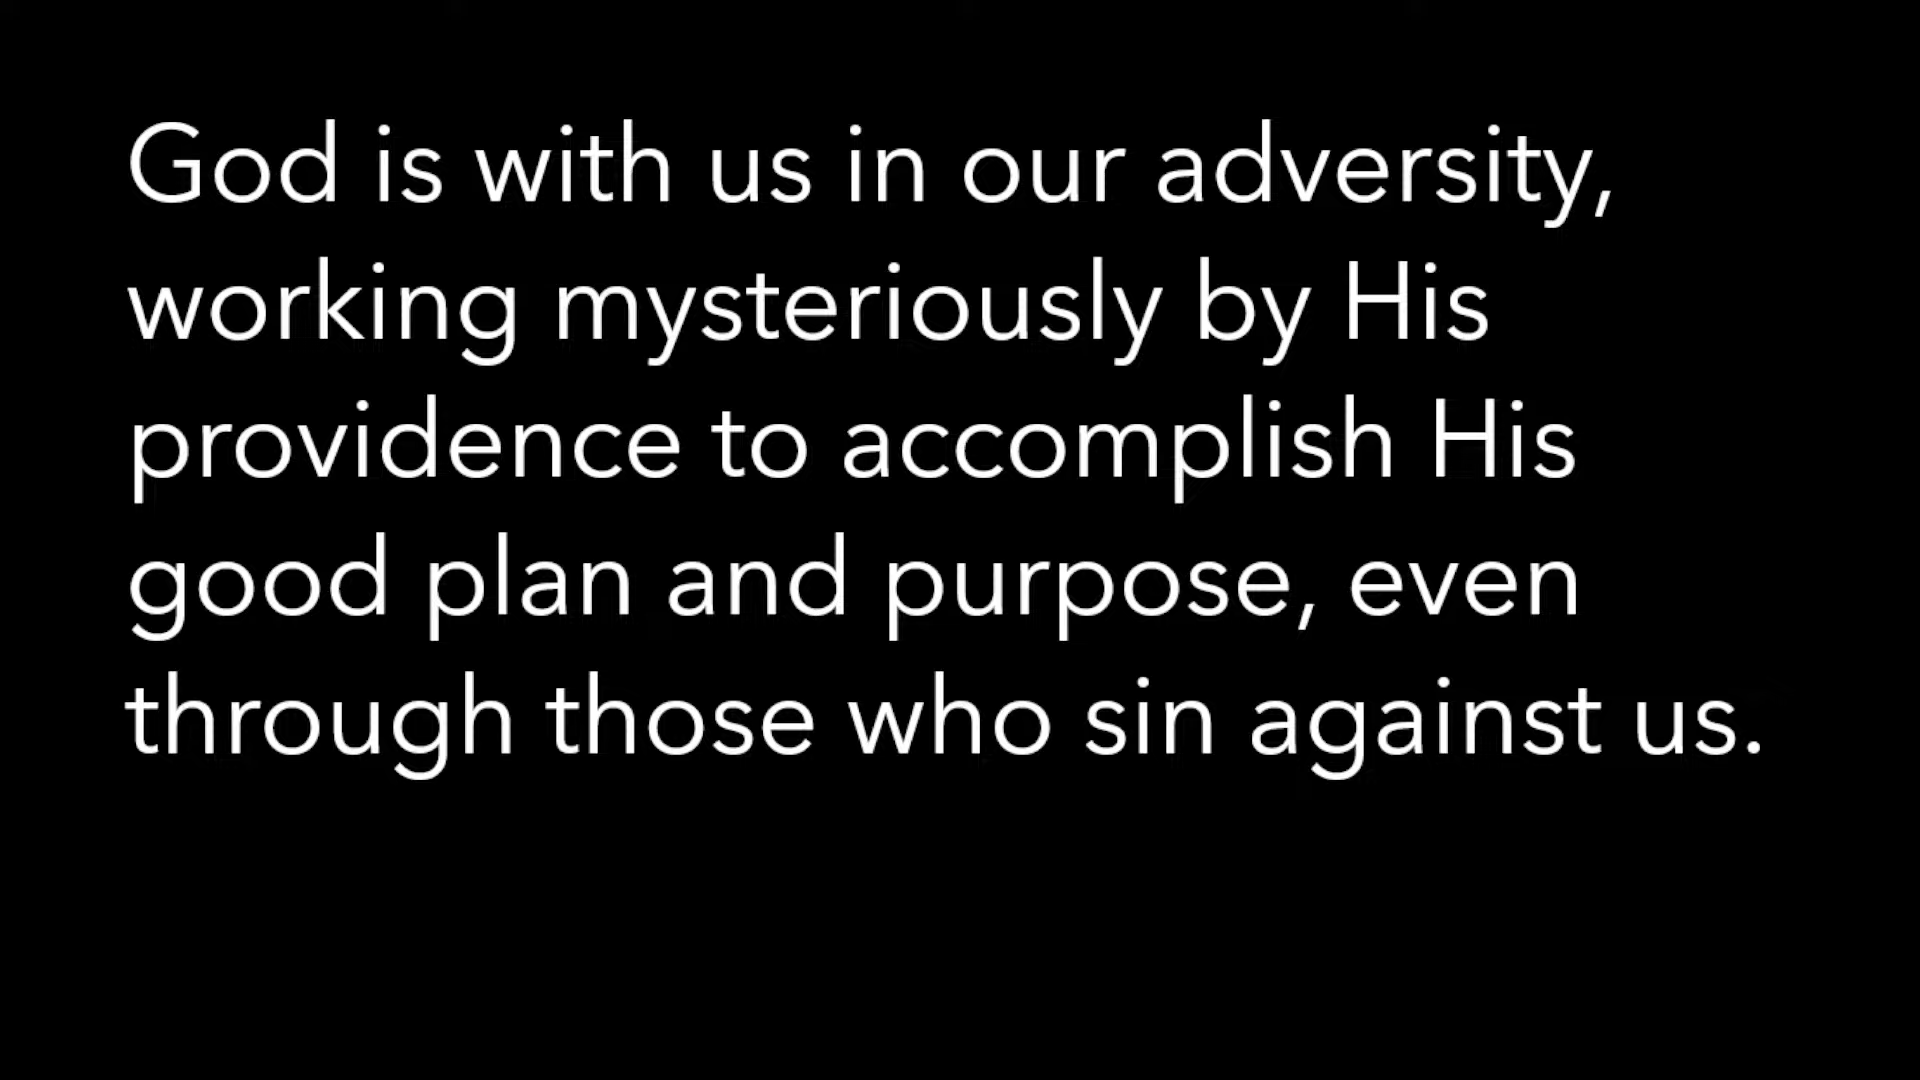 God is with us in our adversity,
working mysteriously by His
providence to accomplish His
good plan and purpose, even
through those who sin against us.